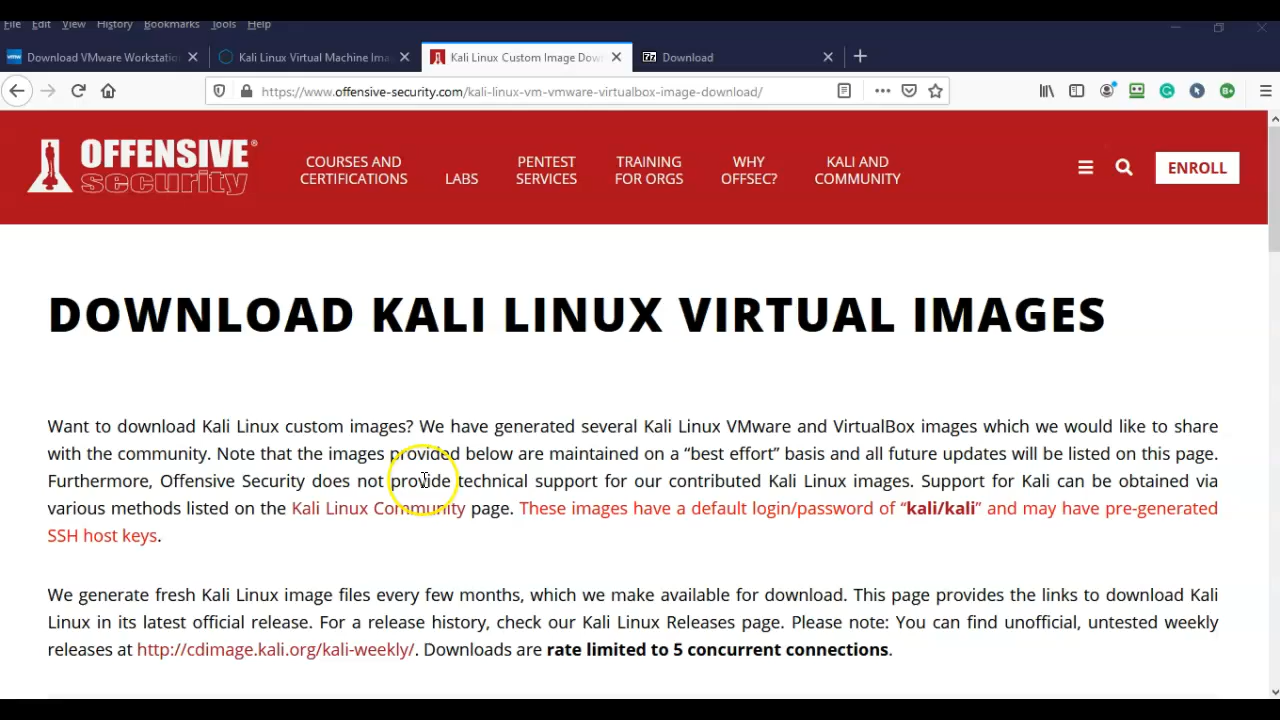 File Edit View History Bookmarks Tools Help
Download VMware Workstation
Kali Linux Virtual Machine Ima
Kali Linux Custom Image Dow
7z Download
https://www.offensive-security.com/kali-linux-vm-vmware-virtualbox-image-download/
OFFENSIVE®
security
COURSES AND
CERTIFICATIONS
LABS
PENTEST
SERVICES
TRAINING
FOR ORGS
WHY
OFFSEC?
KALI AND
COMMUNITY
ENROLL
DOWNLOAD KALI LINUX VIRTUAL IMAGES
Want to download Kali Linux custom images? We have generated several Kali Linux VMware and VirtualBox images which we would like to share
with the community. Note that the images provided below are maintained on a “best effort” basis and all future updates will be listed on this page.
Furthermore, Offensive Security does not provide technical support for our contributed Kali Linux images. Support for Kali can be obtained via
various methods listed on the Kali Linux Community page. These images have a default login/password of “kali/kali” and may have pre-generated
SSH host keys.
We generate fresh Kali Linux image files every few months, which we make available for download. This page provides the links to download Kali
Linux in its latest official release. For a release history, check our Kali Linux Releases page. Please note: You can find unofficial, untested weekly
releases at http://cdimage.kali.org/kali-weekly/. Downloads are rate limited to 5 concurrent connections.